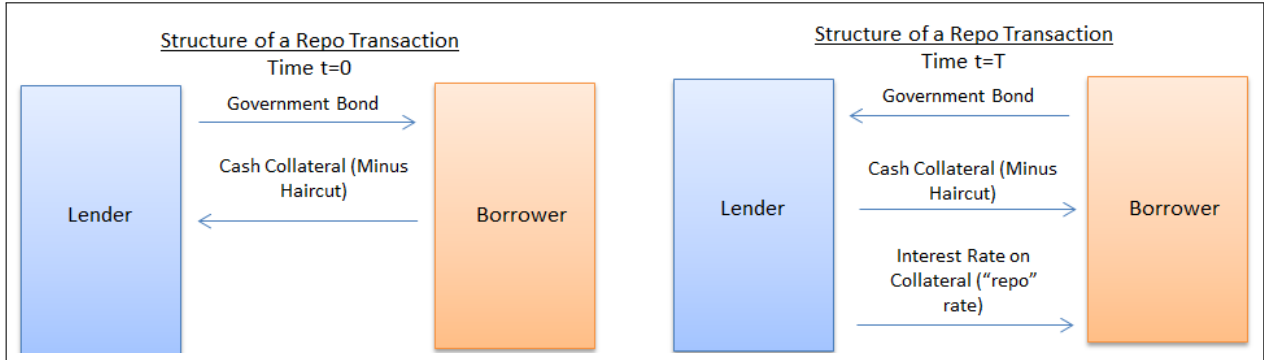 Structure of a Repo Transaction
Time t=0
Government Bond
Cash Collateral (Minus
Haircut)
Lender
Borrower
Structure of a Repo Transaction
Time t=T
Government Bond
Cash Collateral (Minus
Haircut)
Lender
Borrower
Interest Rate on
Collateral (“repo”
rate)